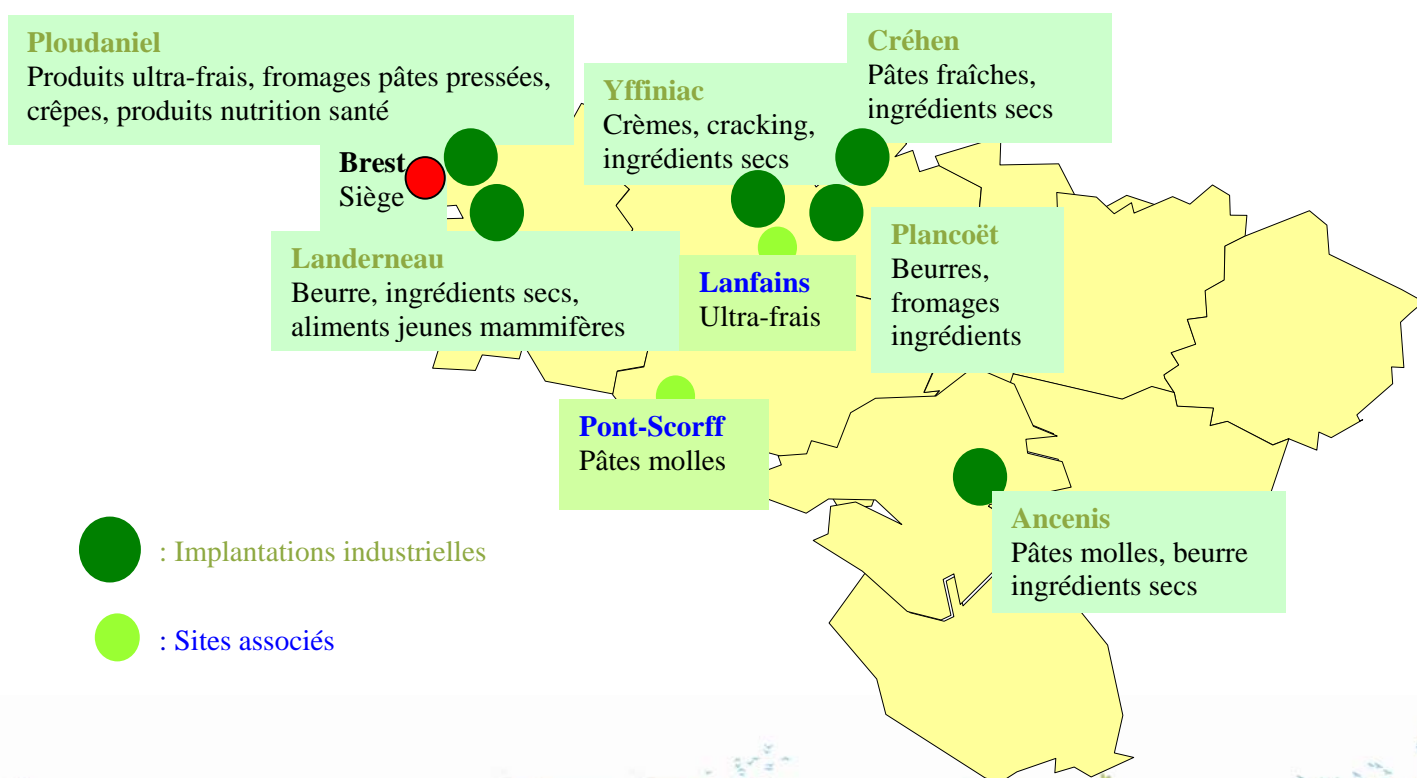 Ploudaniel
Produits ultra-frais, fromages pâtes pressées,
crêpes, produits nutrition santé
Créhen
Pâtes fraîches,
ingrédients secs
Yffiniac
Crèmes, cracking,
ingrédients secs
Brest
Siège
Landerneau
Beurre, ingrédients secs,
aliments jeunes mammifères
Lanfains
Ultra-frais
Plancoët
Beurres,
fromages
ingrédients
Pont-Scorff
Pâtes molles
Ancenis
Pâtes molles, beurre
ingrédients secs
: Implantations industrielles
: Sites associés